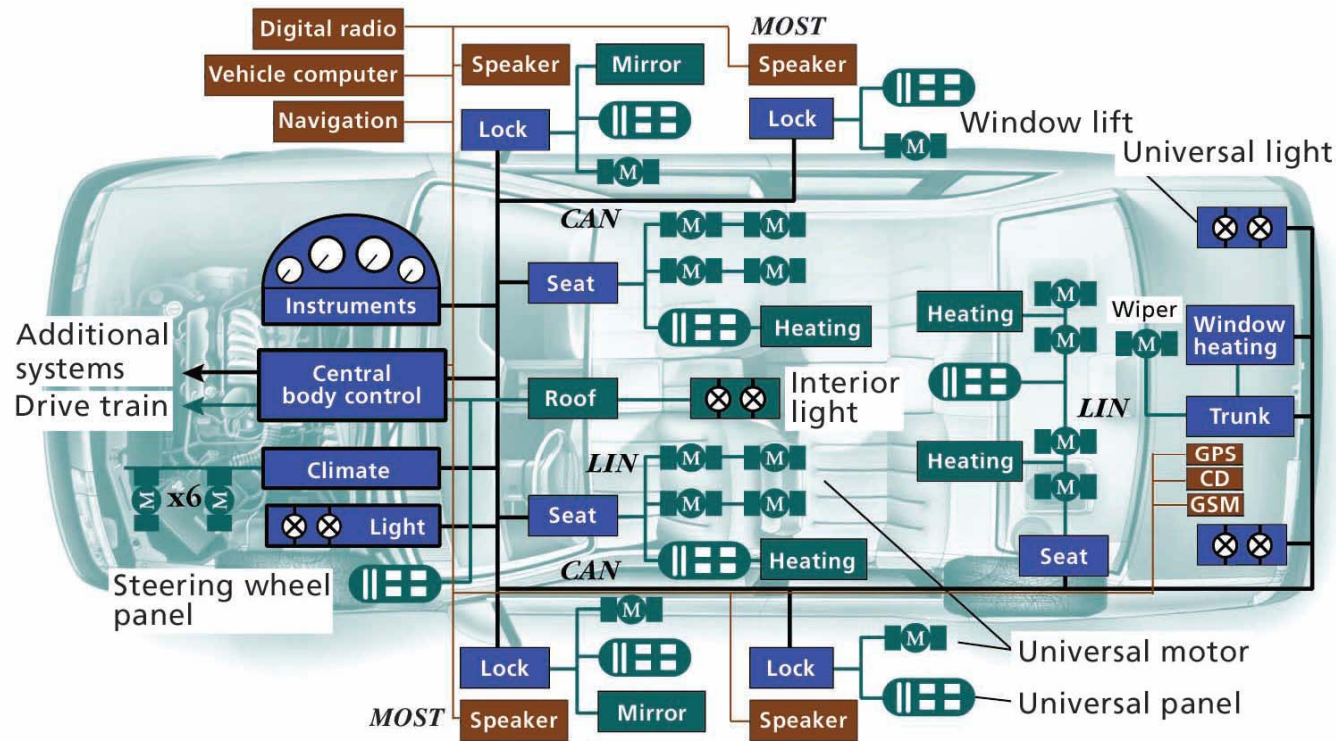 Digital radio
MOST
Speaker
Mirror
Speaker
Vehicle computer
Navigation
Lock
Lock
M
M
Window lift
Universal light
CAN
M
M
Instruments
Seat
M
M
Heating
Heating
M
M
Wiper
M
Window
heating
Additional
systems
Drive train
Central
body control
Roof
Interior
light
LIN
Trunk
Climate
LIN
M
M
Heating
M
GPS
CD
GSM
M
x6
M
Light
Seat
M
M
M
Heating
Seat
CAN
Steering wheel
panel
M
M
Universal motor
Lock
Lock
Universal panel
MOST
Speaker
Mirror
Speaker